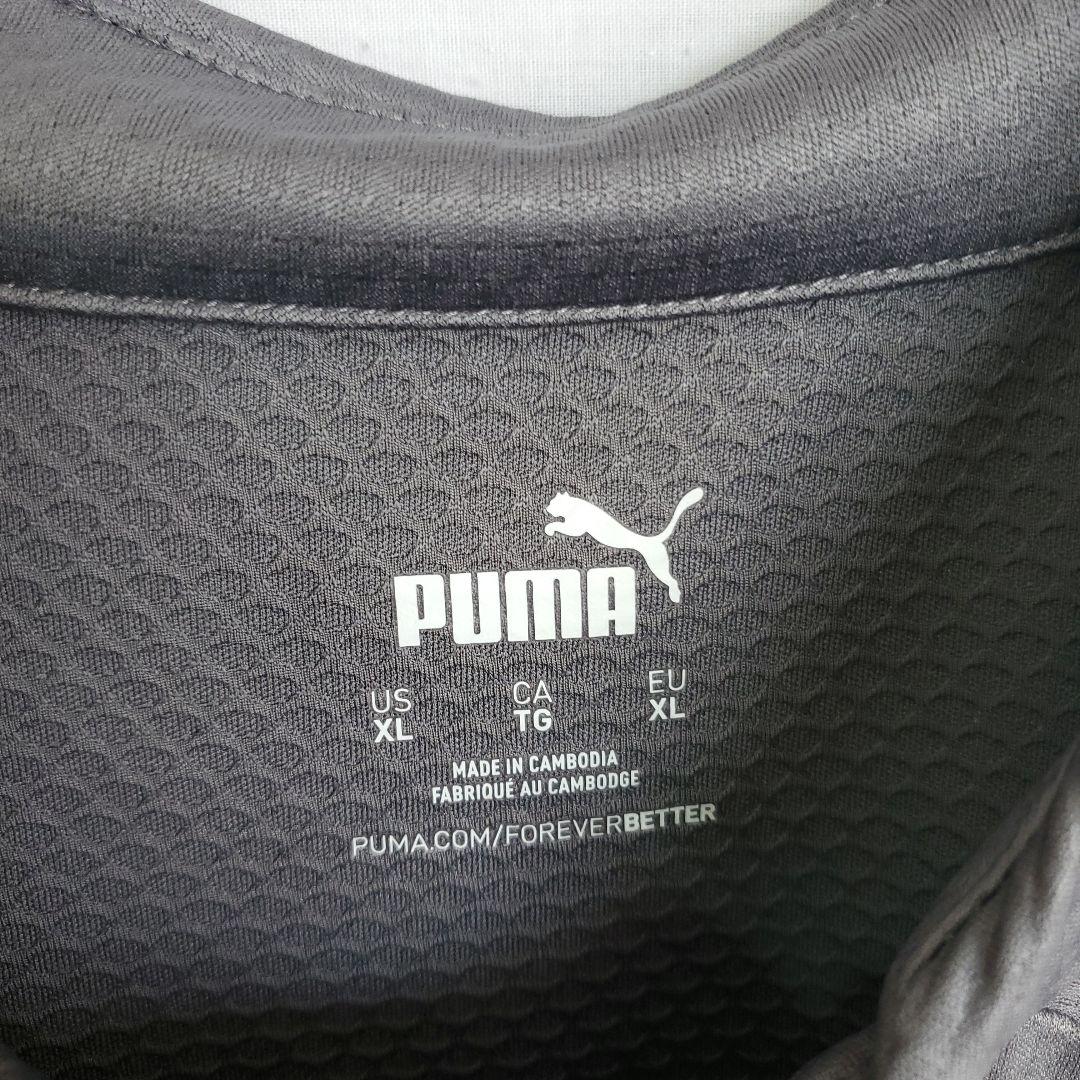 PUMA
US CA EU
XL TG XL
MADE IN CAMBODIA
FABRIQUÉ AU CAMBODGE
PUMA.COM/FOREVERBETTER